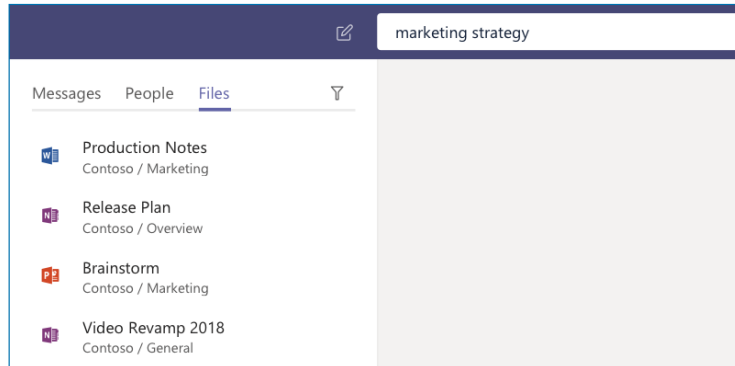 marketing strategy
Messages People Files
Production Notes
Contoso / Marketing
Release Plan
Contoso / Overview
Brainstorm
Contoso / Marketing
Video Revamp 2018
Contoso / General